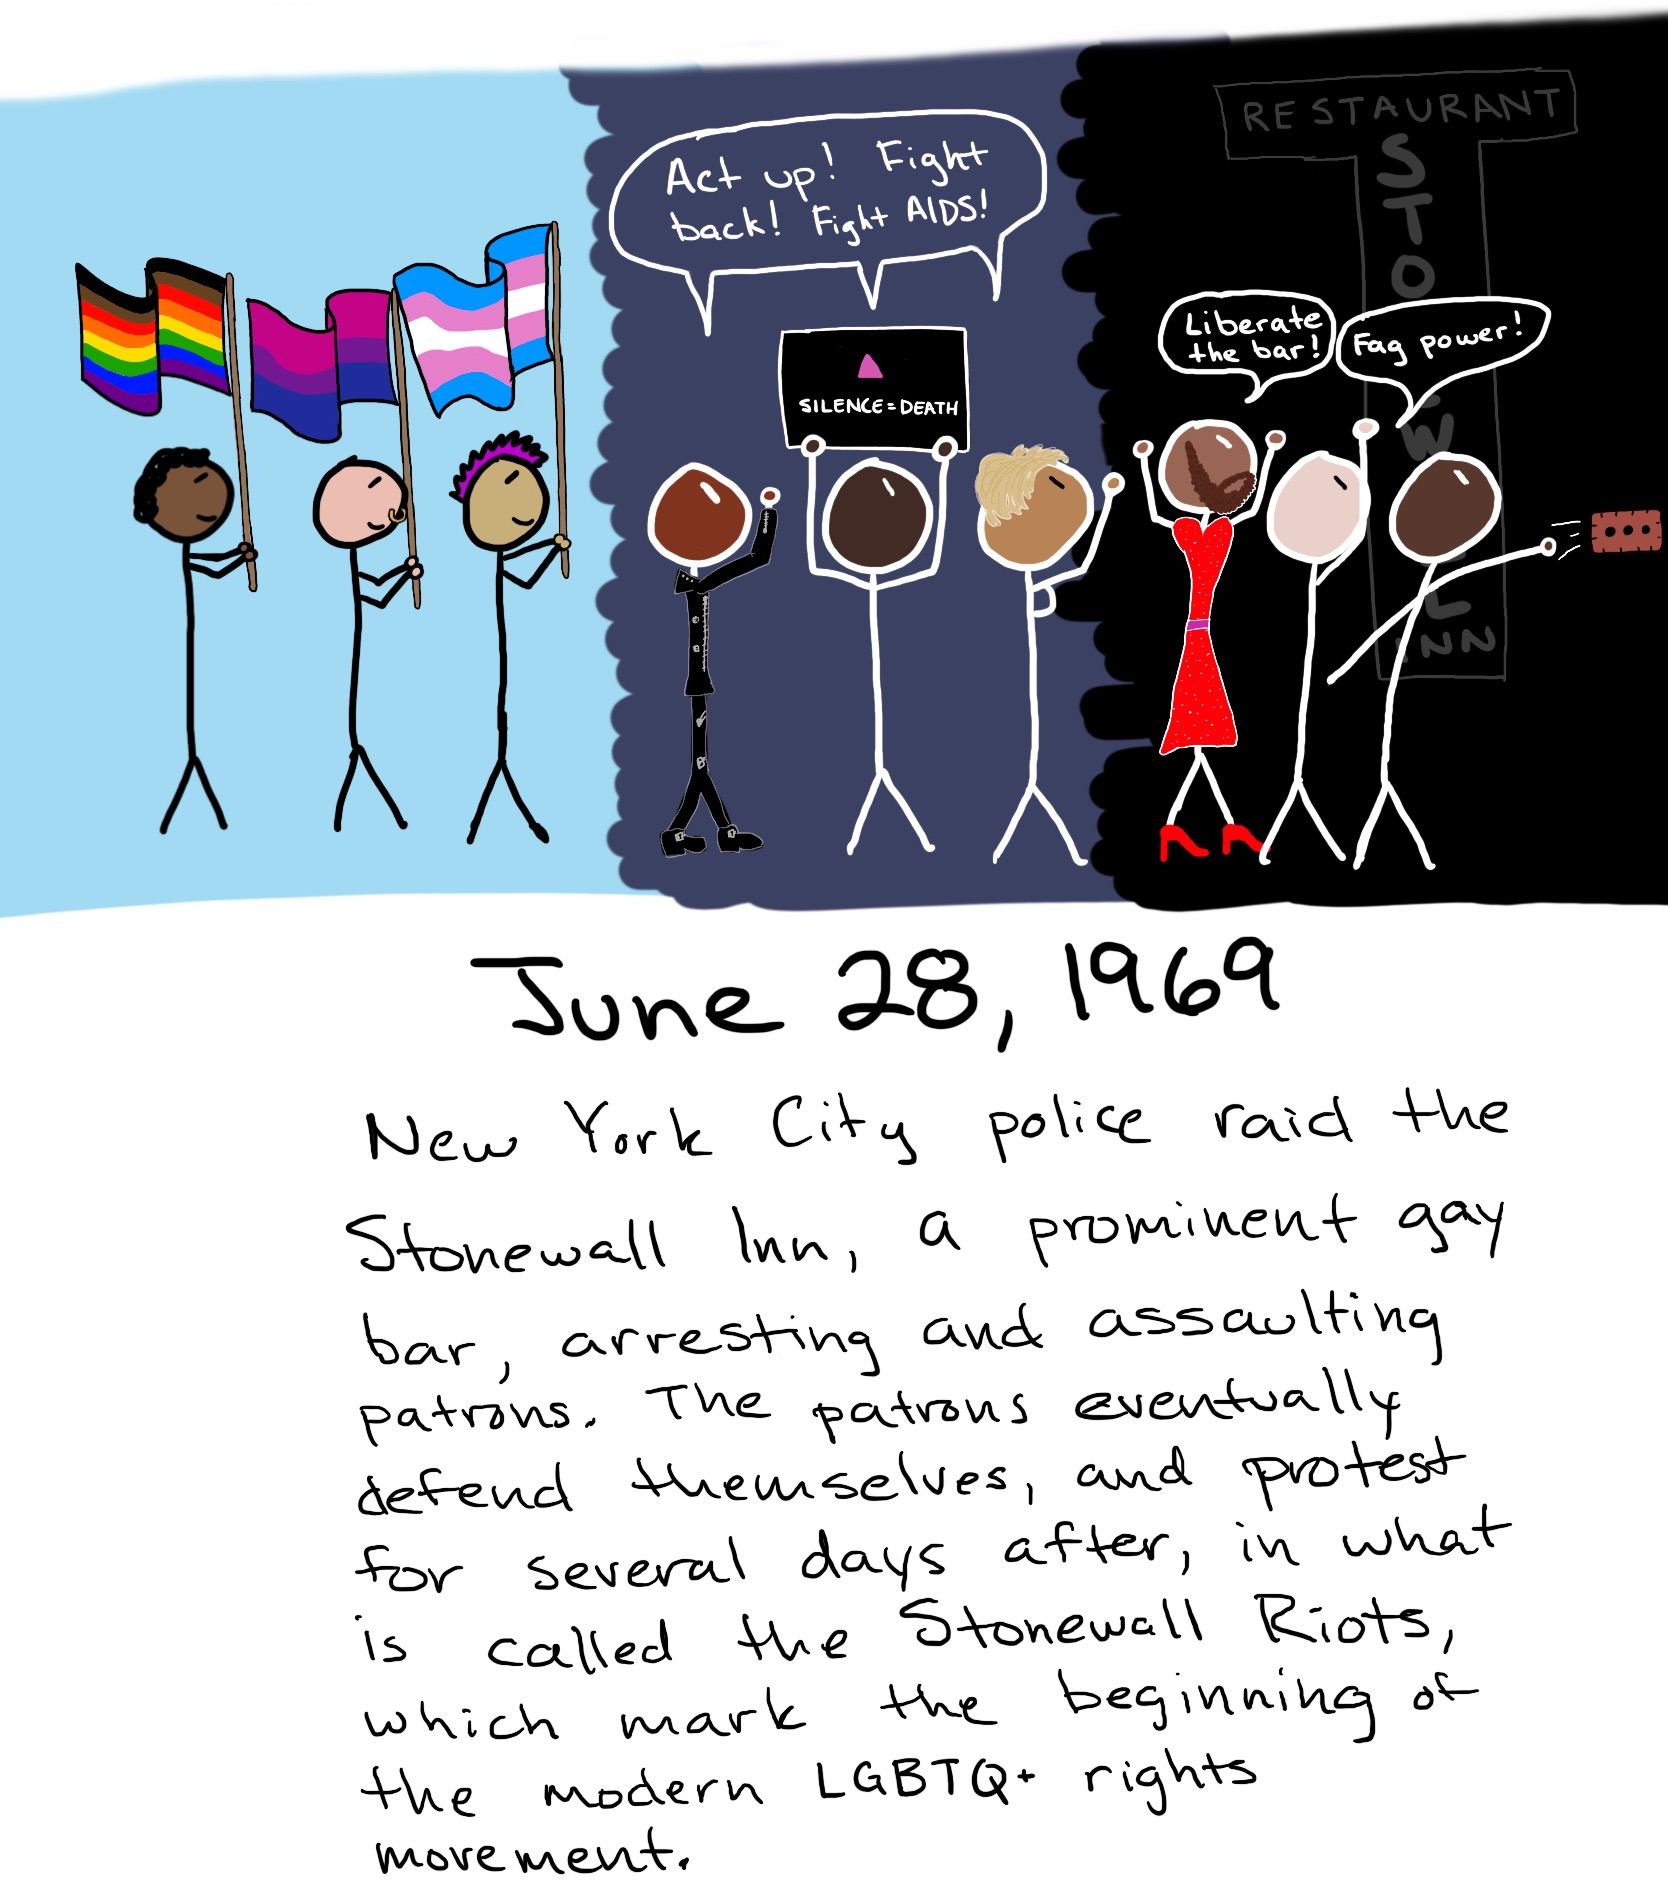 Act up! Fight
back! Fight AIDS!
SILENCE=DEATH
RESTAURANT
STO WL
INN
Liberate
the bar!
Fag power!
June 28, 1969
New York City police raid the
Stonewall Inn, a prominent gay
bar, arresting and assaulting
patrons. The patrons eventually
defend themselves, and protest
for several days after, in what
is called the Stonewall Riots,
which mark the beginning of
the modern LGBTQ+ rights
movement.